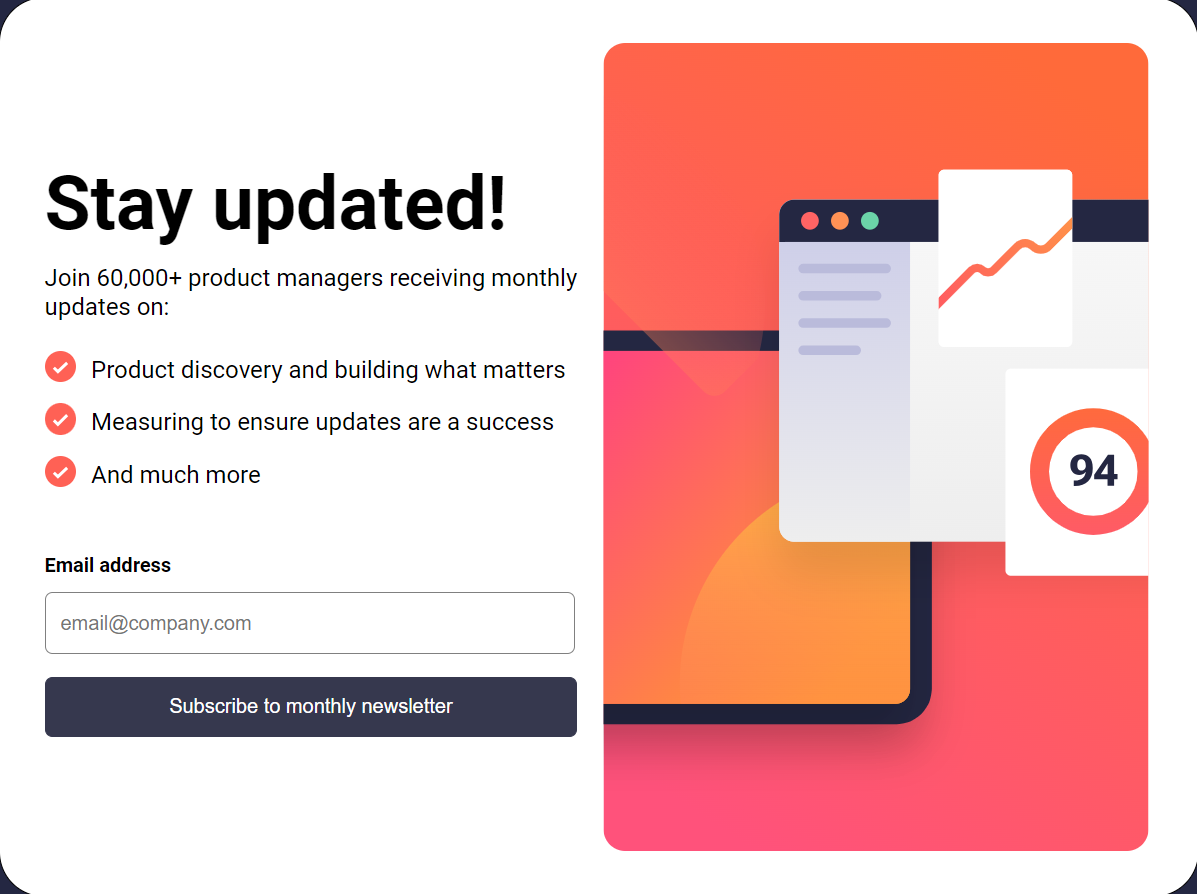 Stay updated!
Join 60,000+ product managers receiving monthly
updates on:
Product discovery and building what matters
Measuring to ensure updates are a success
And much more
Email address
email@company.com
Subscribe to monthly newsletter
94